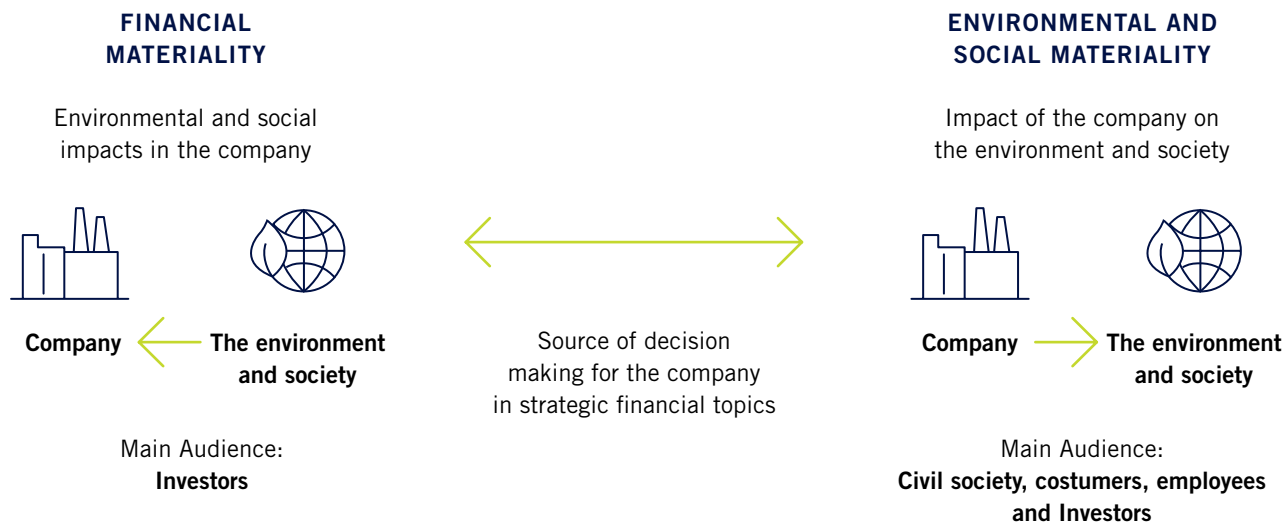 FINANCIAL
MATERIALITY
Environmental and social
impacts in the company
Company
The environment
and society
Main Audience:
Investors
Source of decision
making for the company
in strategic financial topics
ENVIRONMENTAL AND
SOCIAL MATERIALITY
Impact of the company on
the environment and society
Company
The environment
and society
Main Audience:
Civil society, costumers, employees
and Investors